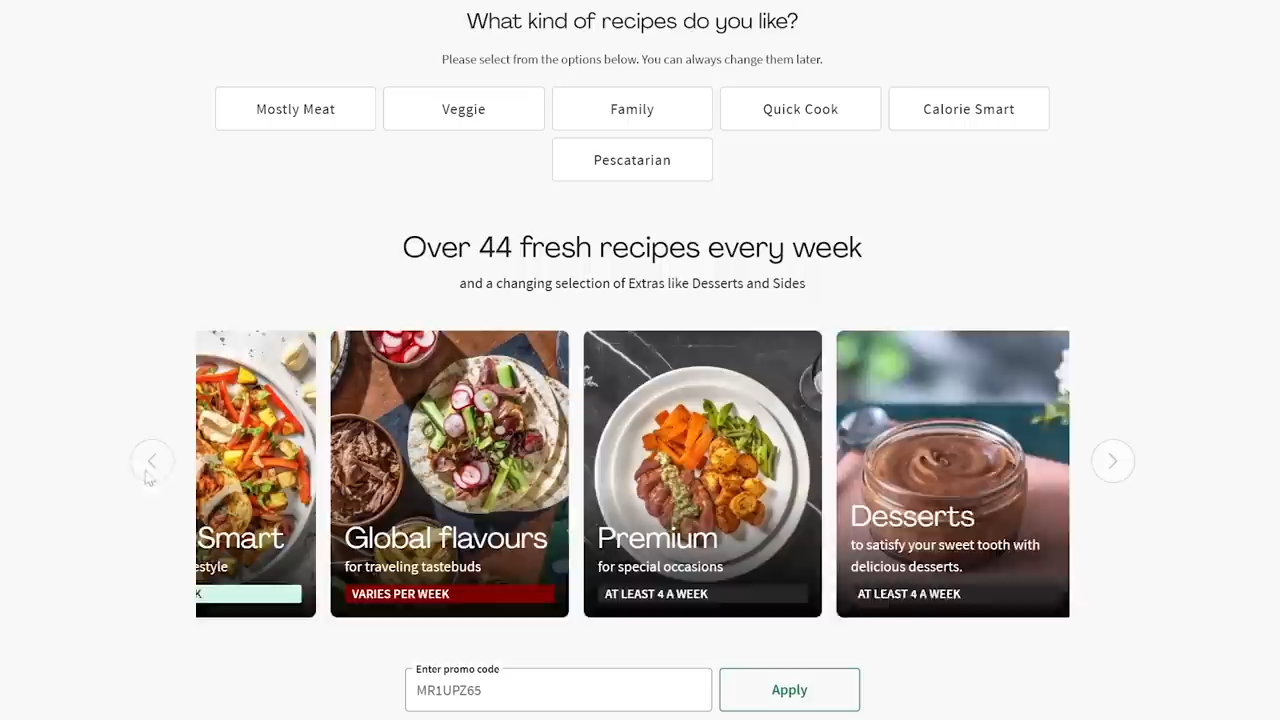 What kind of recipes do you like?
Please select from the options below. You can always change them later.
Mostly Meat
Veggie
Family
Quick Cook
Calorie Smart
Pescatarian
Over 44 fresh recipes every week
and a changing selection of Extras like Desserts and Sides
Smart
estyle
K
Global flavours
for traveling tastebuds
VARIES PER WEEK
Premium
for special occasions
AT LEAST 4 A WEEK
Desserts
to satisfy your sweet tooth with
delicious desserts.
AT LEAST 4 A WEEK
Enter promo code
MR1UPZ65
Apply